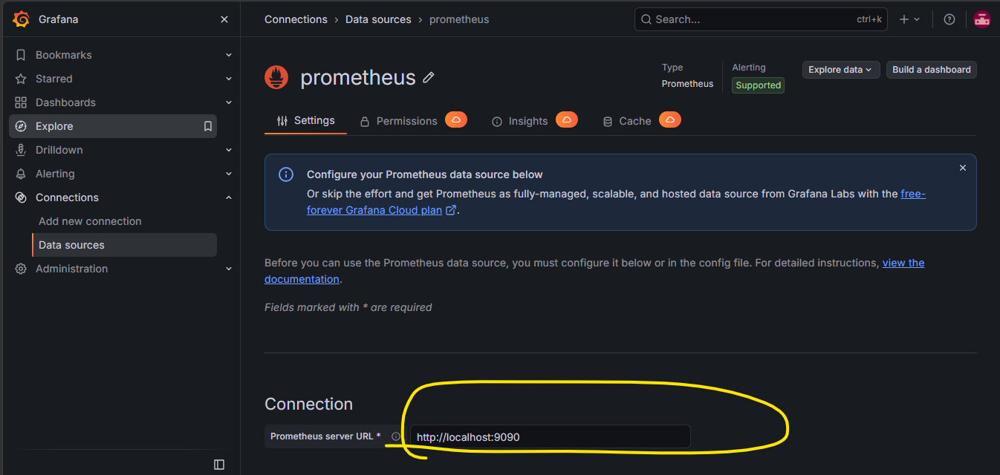 Grafana
Connections › Data sources › prometheus
Search... ctrl+k
Bookmarks
Starred
Dashboards
Explore
Drilldown
Alerting
Connections
Add new connection
Data sources
Administration
prometheus
Type
Prometheus
Alerting
Supported
Explore data
Build a dashboard
Settings Permissions Insights Cache
Configure your Prometheus data source below
Or skip the effort and get Prometheus as fully-managed, scalable, and hosted data source from Grafana Labs with the free-
forever Grafana Cloud plan.
Before you can use the Prometheus data source, you must configure it below or in the config file. For detailed instructions, view the
documentation.
Fields marked with * are required
Connection
Prometheus server URL * http://localhost:9090